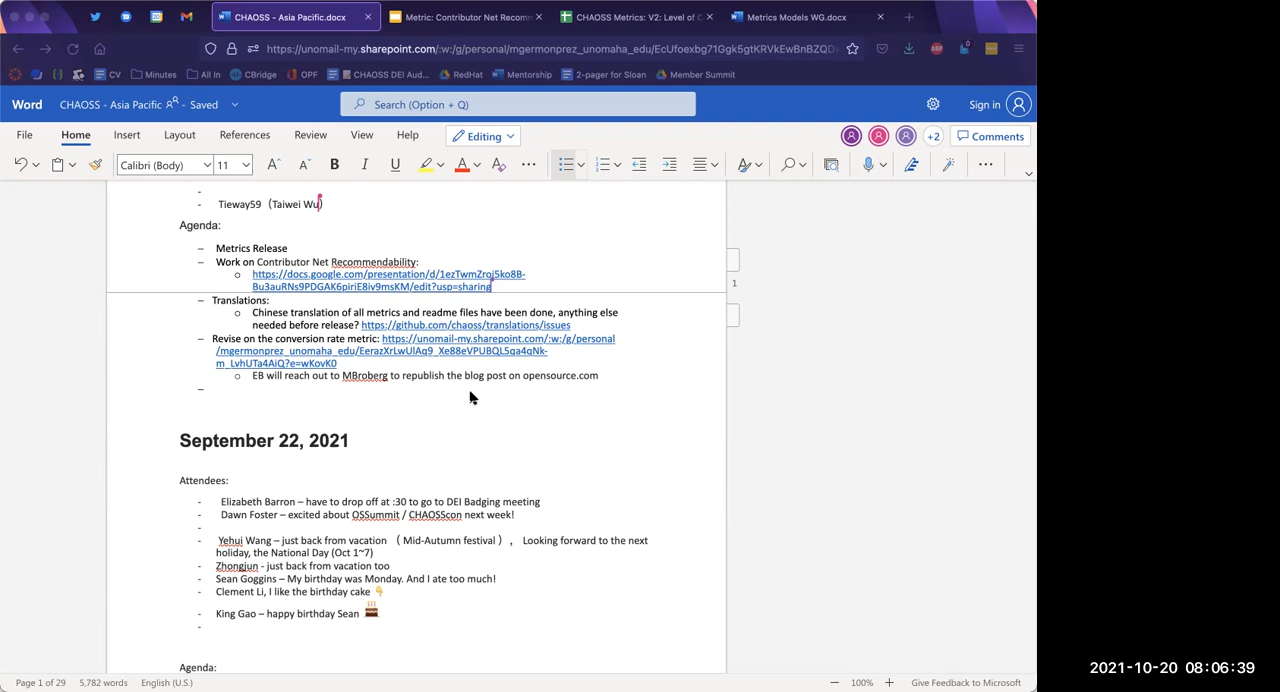 CHAOSS - Asia Pacific.docx
Metric: Contributor Net Recomm
CHAOSS Metrics: V2: Level of C
Metrics Models WG.docx
https://unomail-my.sharepoint.com/:w:/g/personal/mgermonprez_unomaha_edu/EcUfoexbg71Ggk5gtKRVkEwBnBZQD
CV
Minutes
All In
CBridge
OPF
CHAOSS DEI Aud...
RedHat
Mentorship
2-pager for Sloan
Member Summit
Word
CHAOSS - Asia Pacific - Saved
Search (Option + Q)
Sign in
File
Home
Insert
Layout
References
Review
View
Help
Editing
+2
Comments
Calibri (Body)
11
- 
- Tieway59 （Taiwei Wu）
Agenda:
– Metrics Release
– Work on Contributor Net Recommendability:
o https://docs.google.com/presentation/d/1ezTwmZroj5ko8B-
Bu3auRNs9PDGAK6piriE8iv9msKM/edit?usp=sharing
1
– Translations:
o Chinese translation of all metrics and readme files have been done, anything else
needed before release? https://github.com/chaoss/translations/issues
– Revise on the conversion rate metric: https://unomail-my.sharepoint.com/:w:/g/personal
/mgermonprez_unomaha_edu/EerazXrLwUlAq9_Xe88eVPUBQL5qa4qNk-
m_LvhUTa4AiQ?e=wKovK0
o EB will reach out to MBroberg to republish the blog post on opensource.com
–
September 22, 2021
Attendees:
- Elizabeth Barron – have to drop off at :30 to go to DEI Badging meeting
- Dawn Foster – excited about OSSummit / CHAOSScon next week!
-
- Yehui Wang – just back from vacation （Mid-Autumn festival）， Looking forward to the next
holiday, the National Day (Oct 1~7)
- Zhongjun - just back from vacation too
- Sean Goggins – My birthday was Monday. And I ate too much!
- Clement Li, I like the birthday cake 👇
- King Gao – happy birthday Sean 🎂
-
Agenda:
Page 1 of 29
5,782 words
English (U.S.)
100%
Give Feedback to Microsoft
2021-10-20 08:06:39